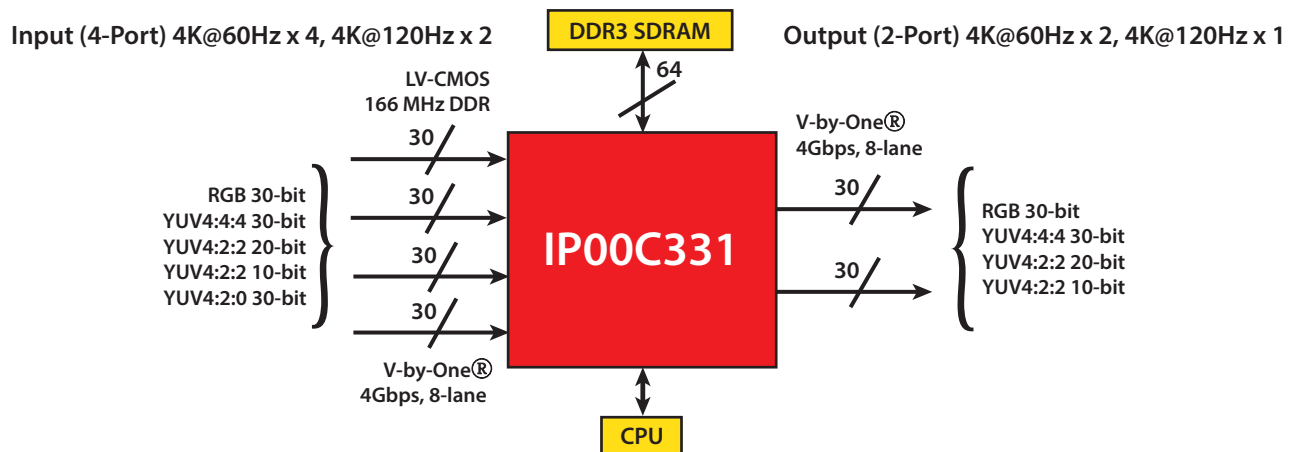 Input (4-Port) 4K@60Hz x 4, 4K@120Hz x 2
DDR3 SDRAM
Output (2-Port) 4K@60Hz x 2, 4K@120Hz x 1
64
LV-CMOS
166 MHz DDR
30
30
30
30
RGB 30-bit
YUV4:4:4 30-bit
YUV4:2:2 20-bit
YUV4:2:2 10-bit
YUV4:2:0 30-bit
V-by-One®
4Gbps, 8-lane
IP00C331
V-by-One®
4Gbps, 8-lane
30
30
RGB 30-bit
YUV4:4:4 30-bit
YUV4:2:2 20-bit
YUV4:2:2 10-bit
CPU